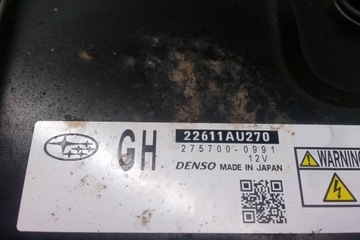 GH
22611AU270
275700-0991
12V
DENSO MADE IN JAPAN
WARNING